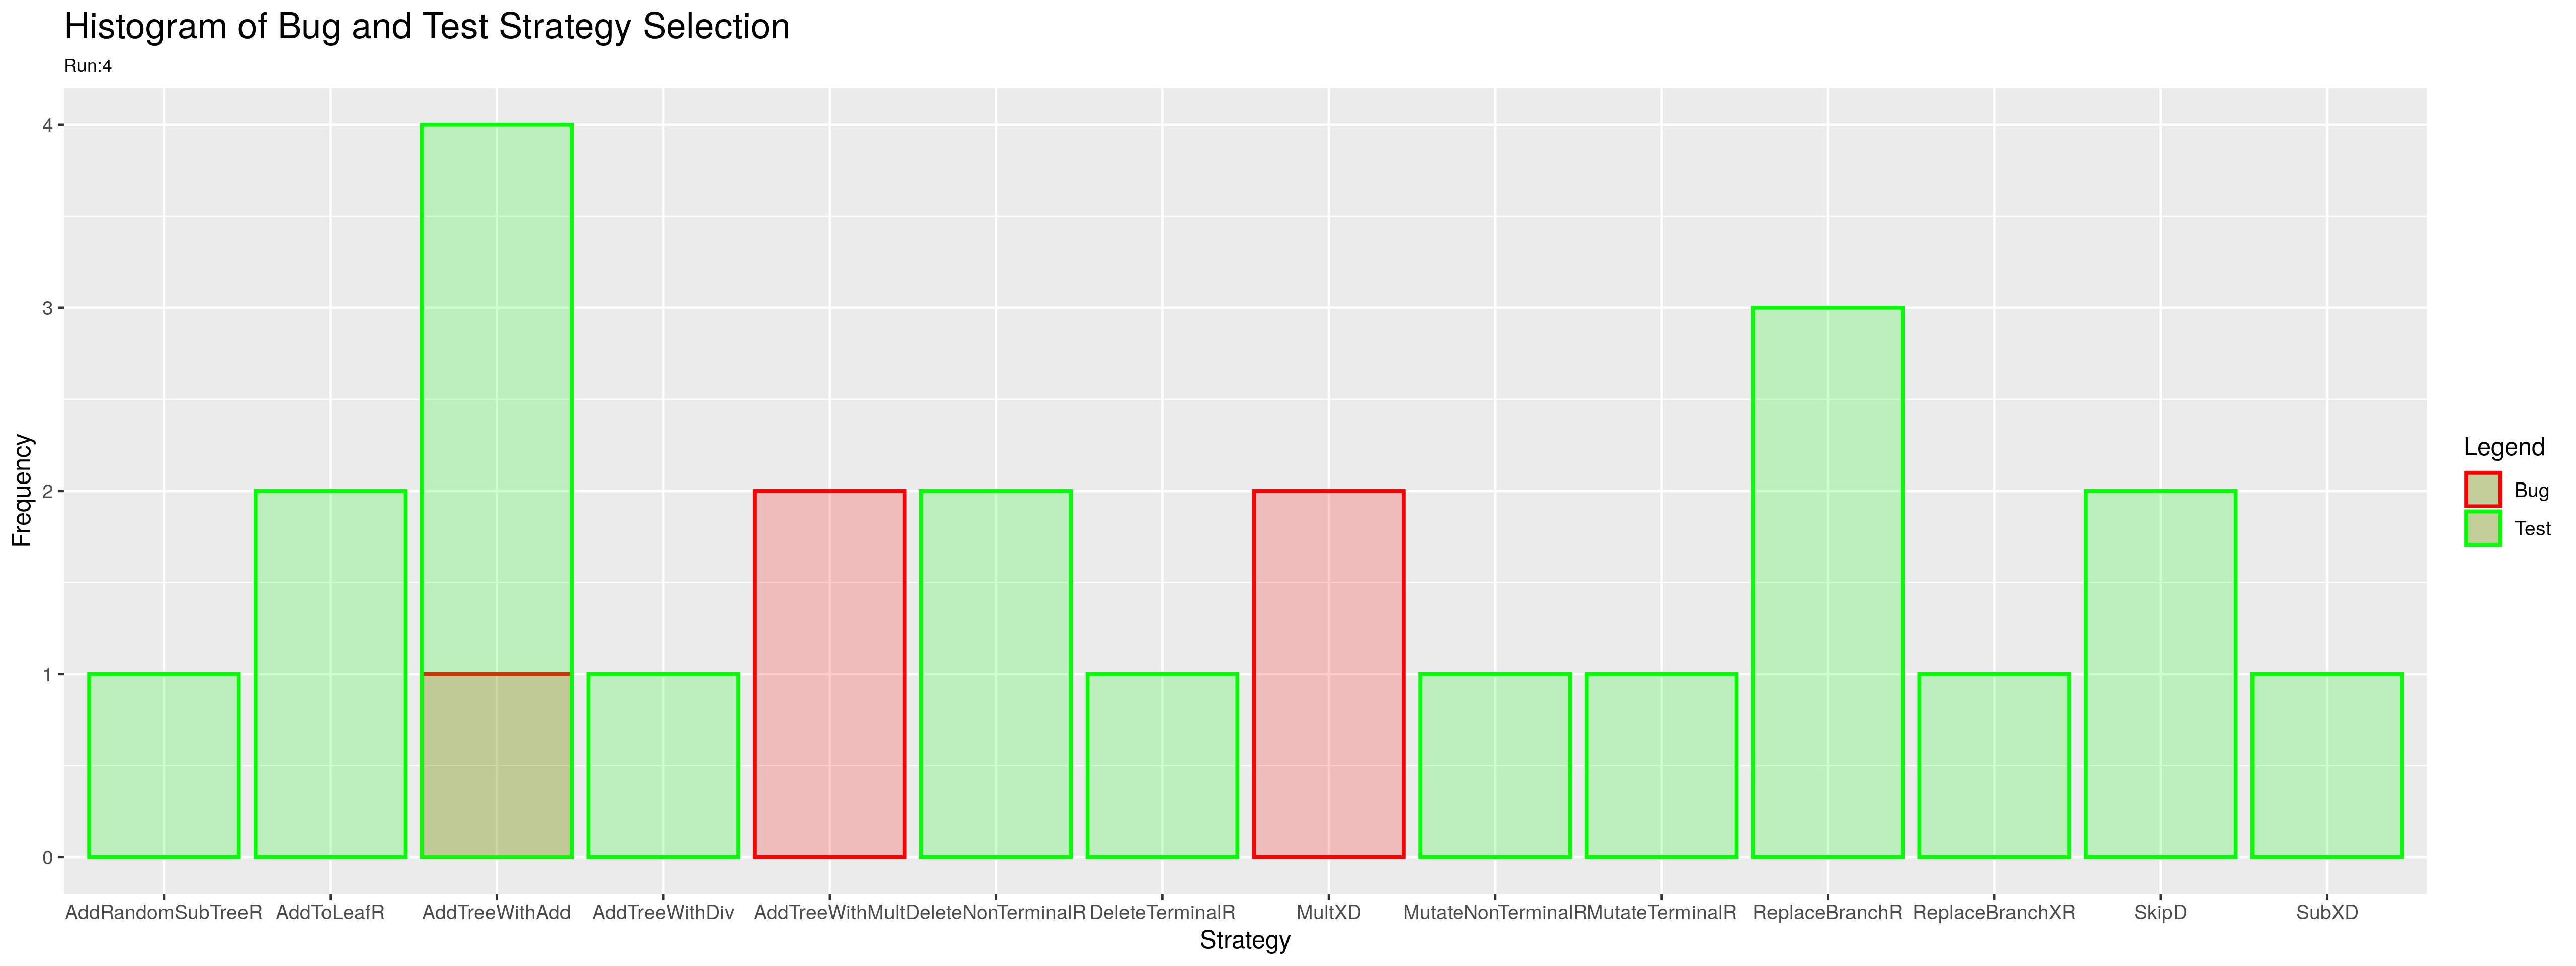 Histogram of Bug and Test Strategy Selection
Run:4
4
3
2
1
0
Frequency
AddRandomSubTreeR AddToLeafR AddTreeWithAdd AddTreeWithDiv AddTreeWithMult DeleteNonTerminalR DeleteTerminalR MultXD MutateNonTerminalR MutateTerminalR ReplaceBranchR ReplaceBranchXR SkipD SubXD
Strategy
Legend
Bug
Test